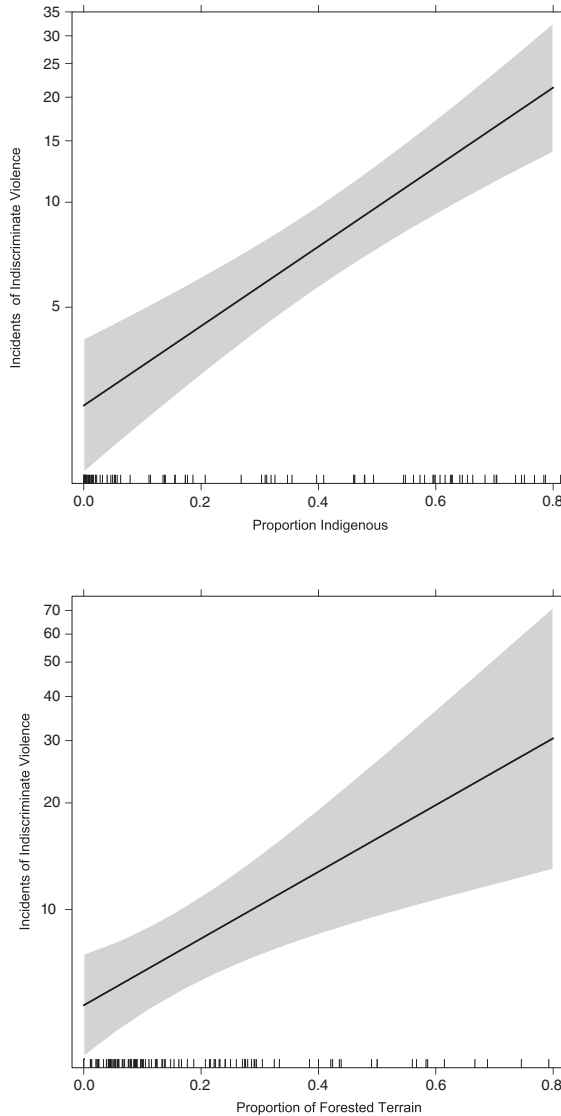 35
30
25
20
15
10
5
Incidents of Indiscriminate Violence
0.0 0.2 0.4 0.6 0.8
Proportion Indigenous
70
60
50
40
30
20
10
Incidents of Indiscriminate Violence
0.0 0.2 0.4 0.6 0.8
Proportion of Forested Terrain